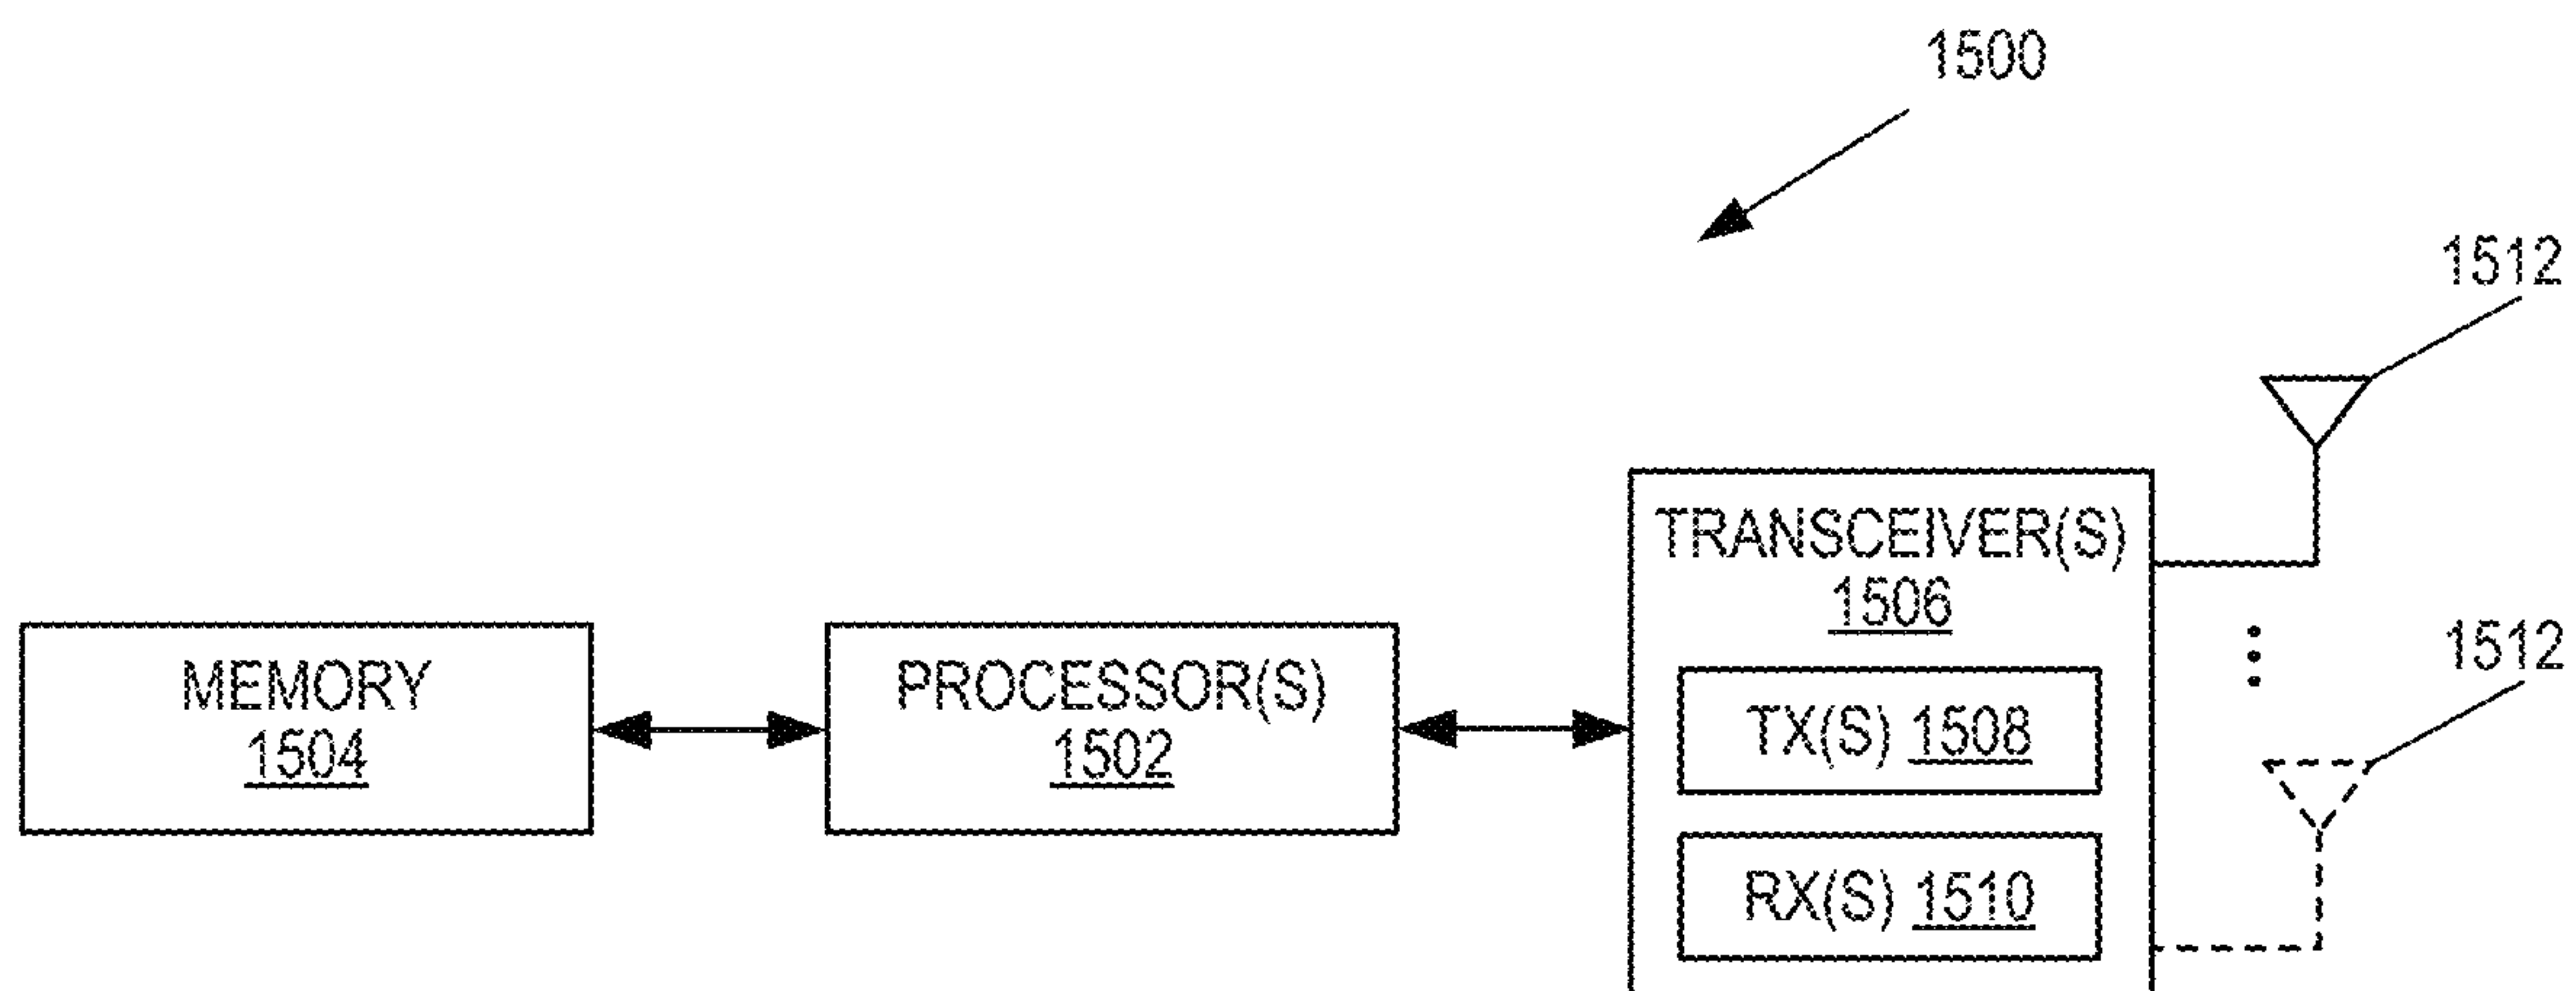 1500
1512
TRANSCEIVER(S)
1506
1512
MEMORY
1504
PROCESSOR(S)
1502
TX(S) 1508
RX(S) 1510